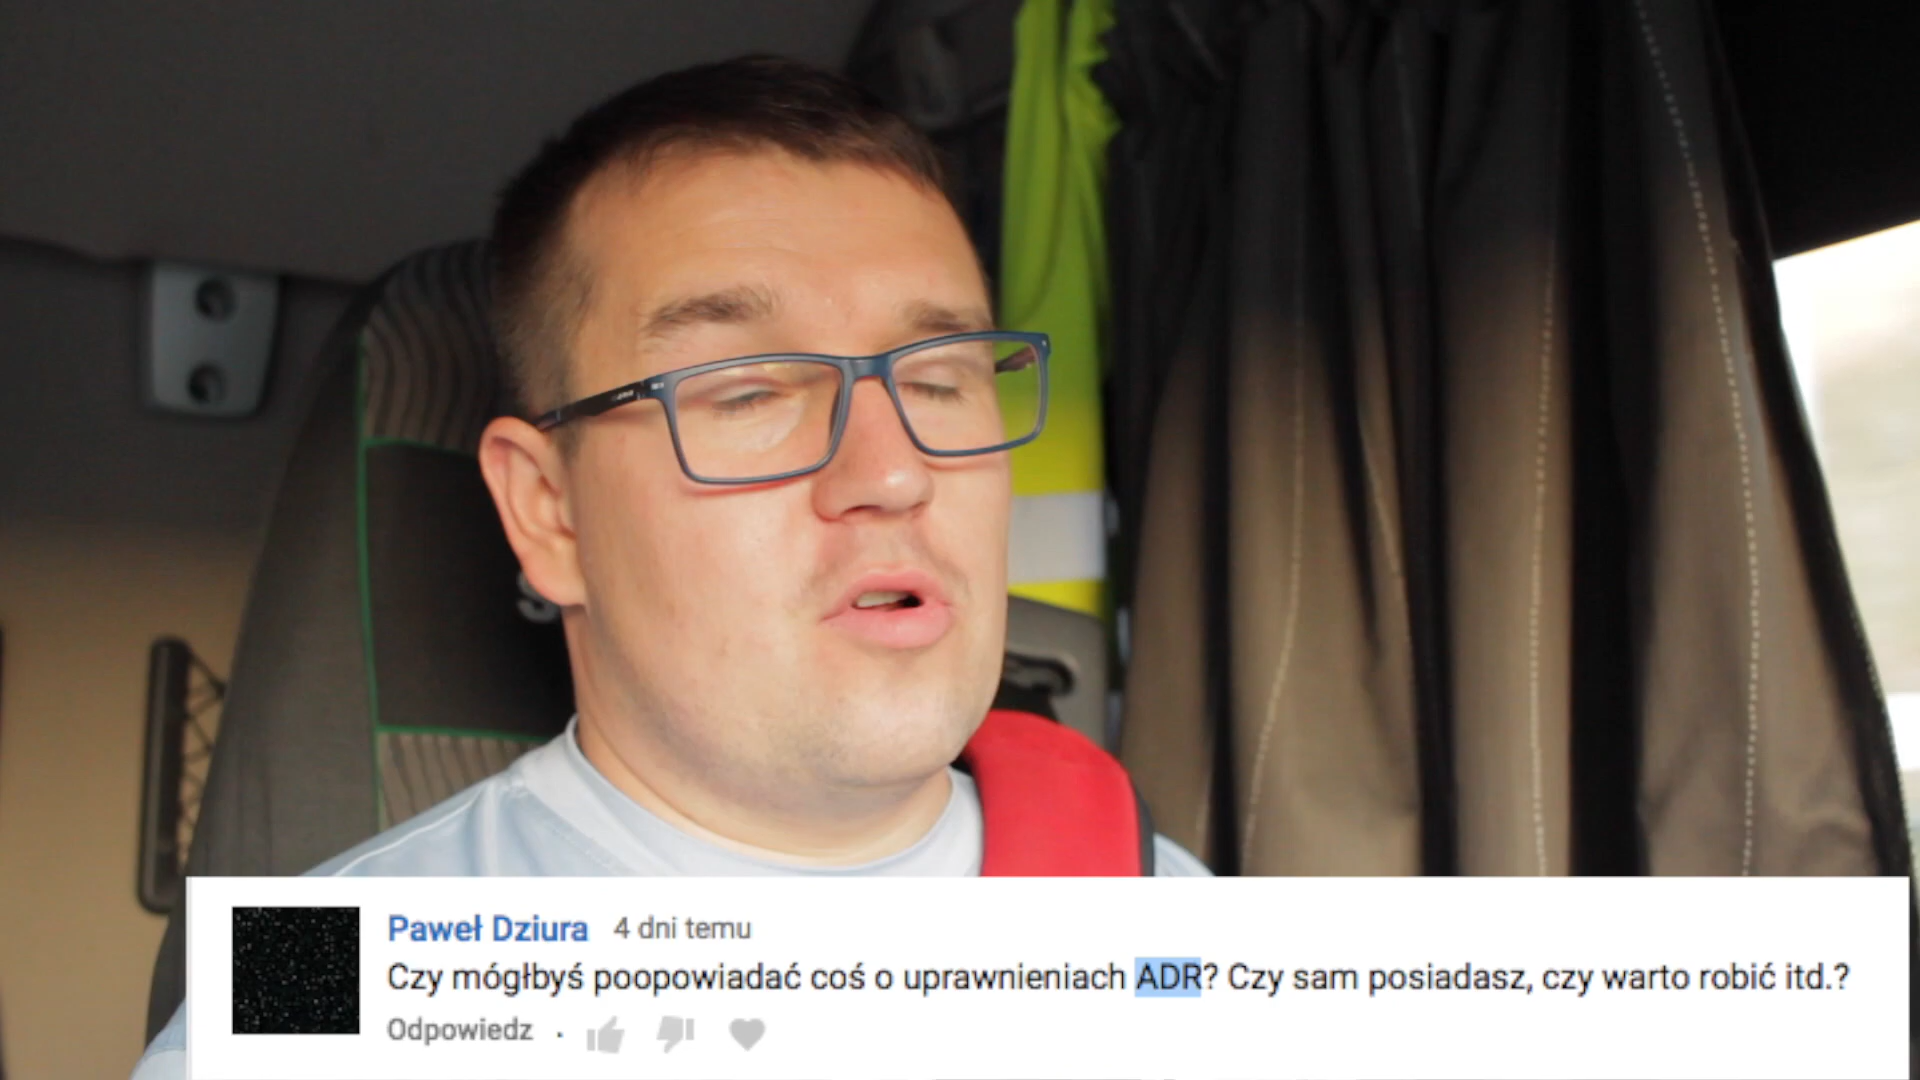 Paweł Dziura 4 dni temu
Czy mógłbyś poopowiadać coś o uprawnieniach ADR? Czy sam posiadasz, czy warto robić itd.?
Odpowiedz